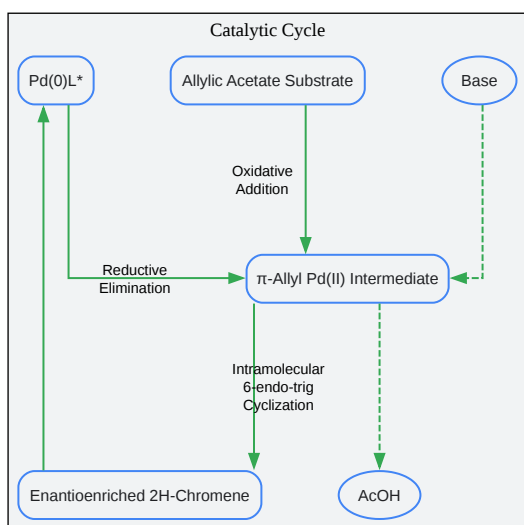 Catalytic Cycle
Pd(0)L*
Allylic Acetate Substrate
Base
Oxidative
Addition
Reductive
Elimination
π-Allyl Pd(II) Intermediate
Intramolecular
6-endo-trig
Cyclization
Enantioenriched 2H-Chromene
AcOH